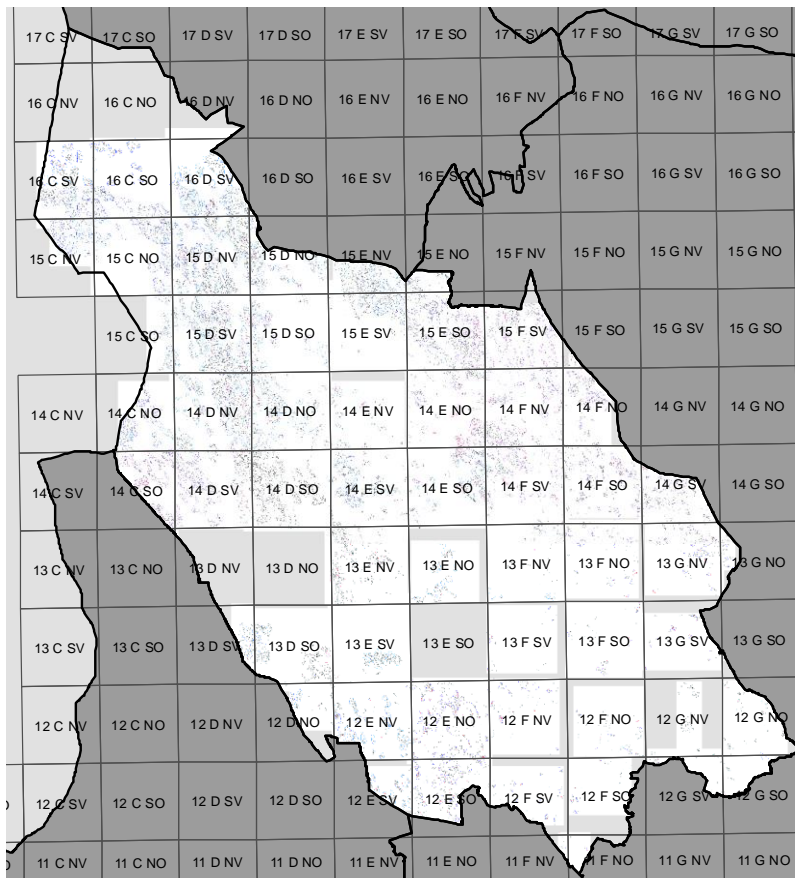 17 C SV 17 C SO 17 D SV 17 D SO 17 E SV 17 E SO 17 F SV 17 F SO 17 G SV 17 G SO
16 C NV 16 C NO 16 D NV 16 D NO 16 E NV 16 E NO 16 F NV 16 F NO 16 G NV 16 G NO
16 C SV 16 C SO 16 D SV 16 D SO 16 E SV 16 E SO 16 F SV 16 F SO 16 G SV 16 G SO
15 C NV 15 C NO 15 D NV 15 D NO 15 E NV 15 E NO 15 F NV 15 F NO 15 G NV 15 G NO
15 C SO 15 D SV 15 D SO 15 E SV 15 E SO 15 F SV 15 F SO 15 G SV 15 G SO
14 C NV 14 C NO 14 D NV 14 D NO 14 E NV 14 E NO 14 F NV 14 F NO 14 G NV 14 G NO
14 C SV 14 C SO 14 D SV 14 D SO 14 E SV 14 E SO 14 F SV 14 F SO 14 G SV 14 G SO
13 C NV 13 C NO 13 D NV 13 D NO 13 E NV 13 E NO 13 F NV 13 F NO 13 G NV 13 G NO
13 C SV 13 C SO 13 D SV 13 D SO 13 E SV 13 E SO 13 F SV 13 F SO 13 G SV 13 G SO
12 C NV 12 C NO 12 D NV 12 D NO 12 E NV 12 E NO 12 F NV 12 F NO 12 G NV 12 G NO
12 C SV 12 C SO 12 D SV 12 D SO 12 E SV 12 E SO 12 F SV 12 F SO 12 G SV 12 G SO
11 C NV 11 C NO 11 D NV 11 D NO 11 E NV 11 E NO 11 F NV 11 F NO 11 G NV 11 G NO